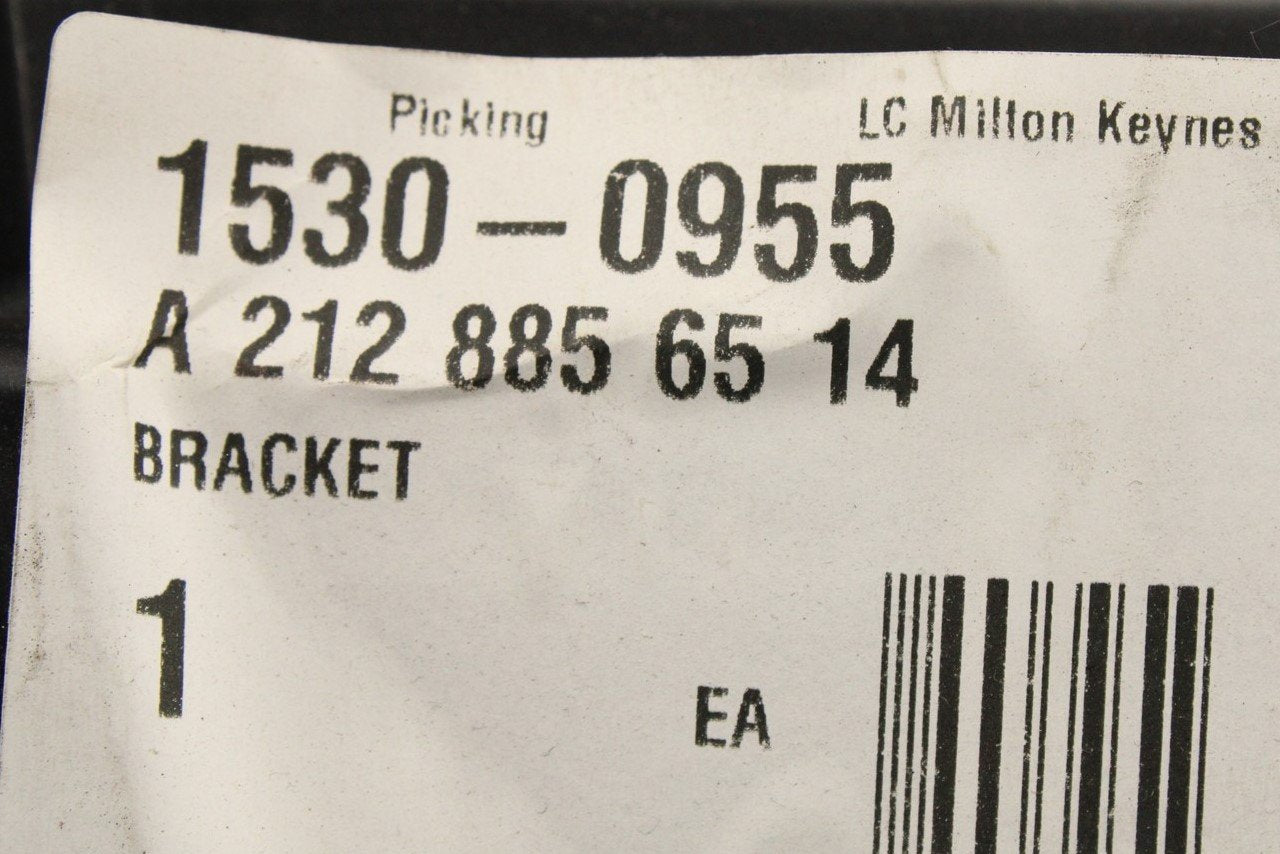 Picking LC Milton Keynes
1530-0955
A 212 885 65 14
BRACKET
1 EA